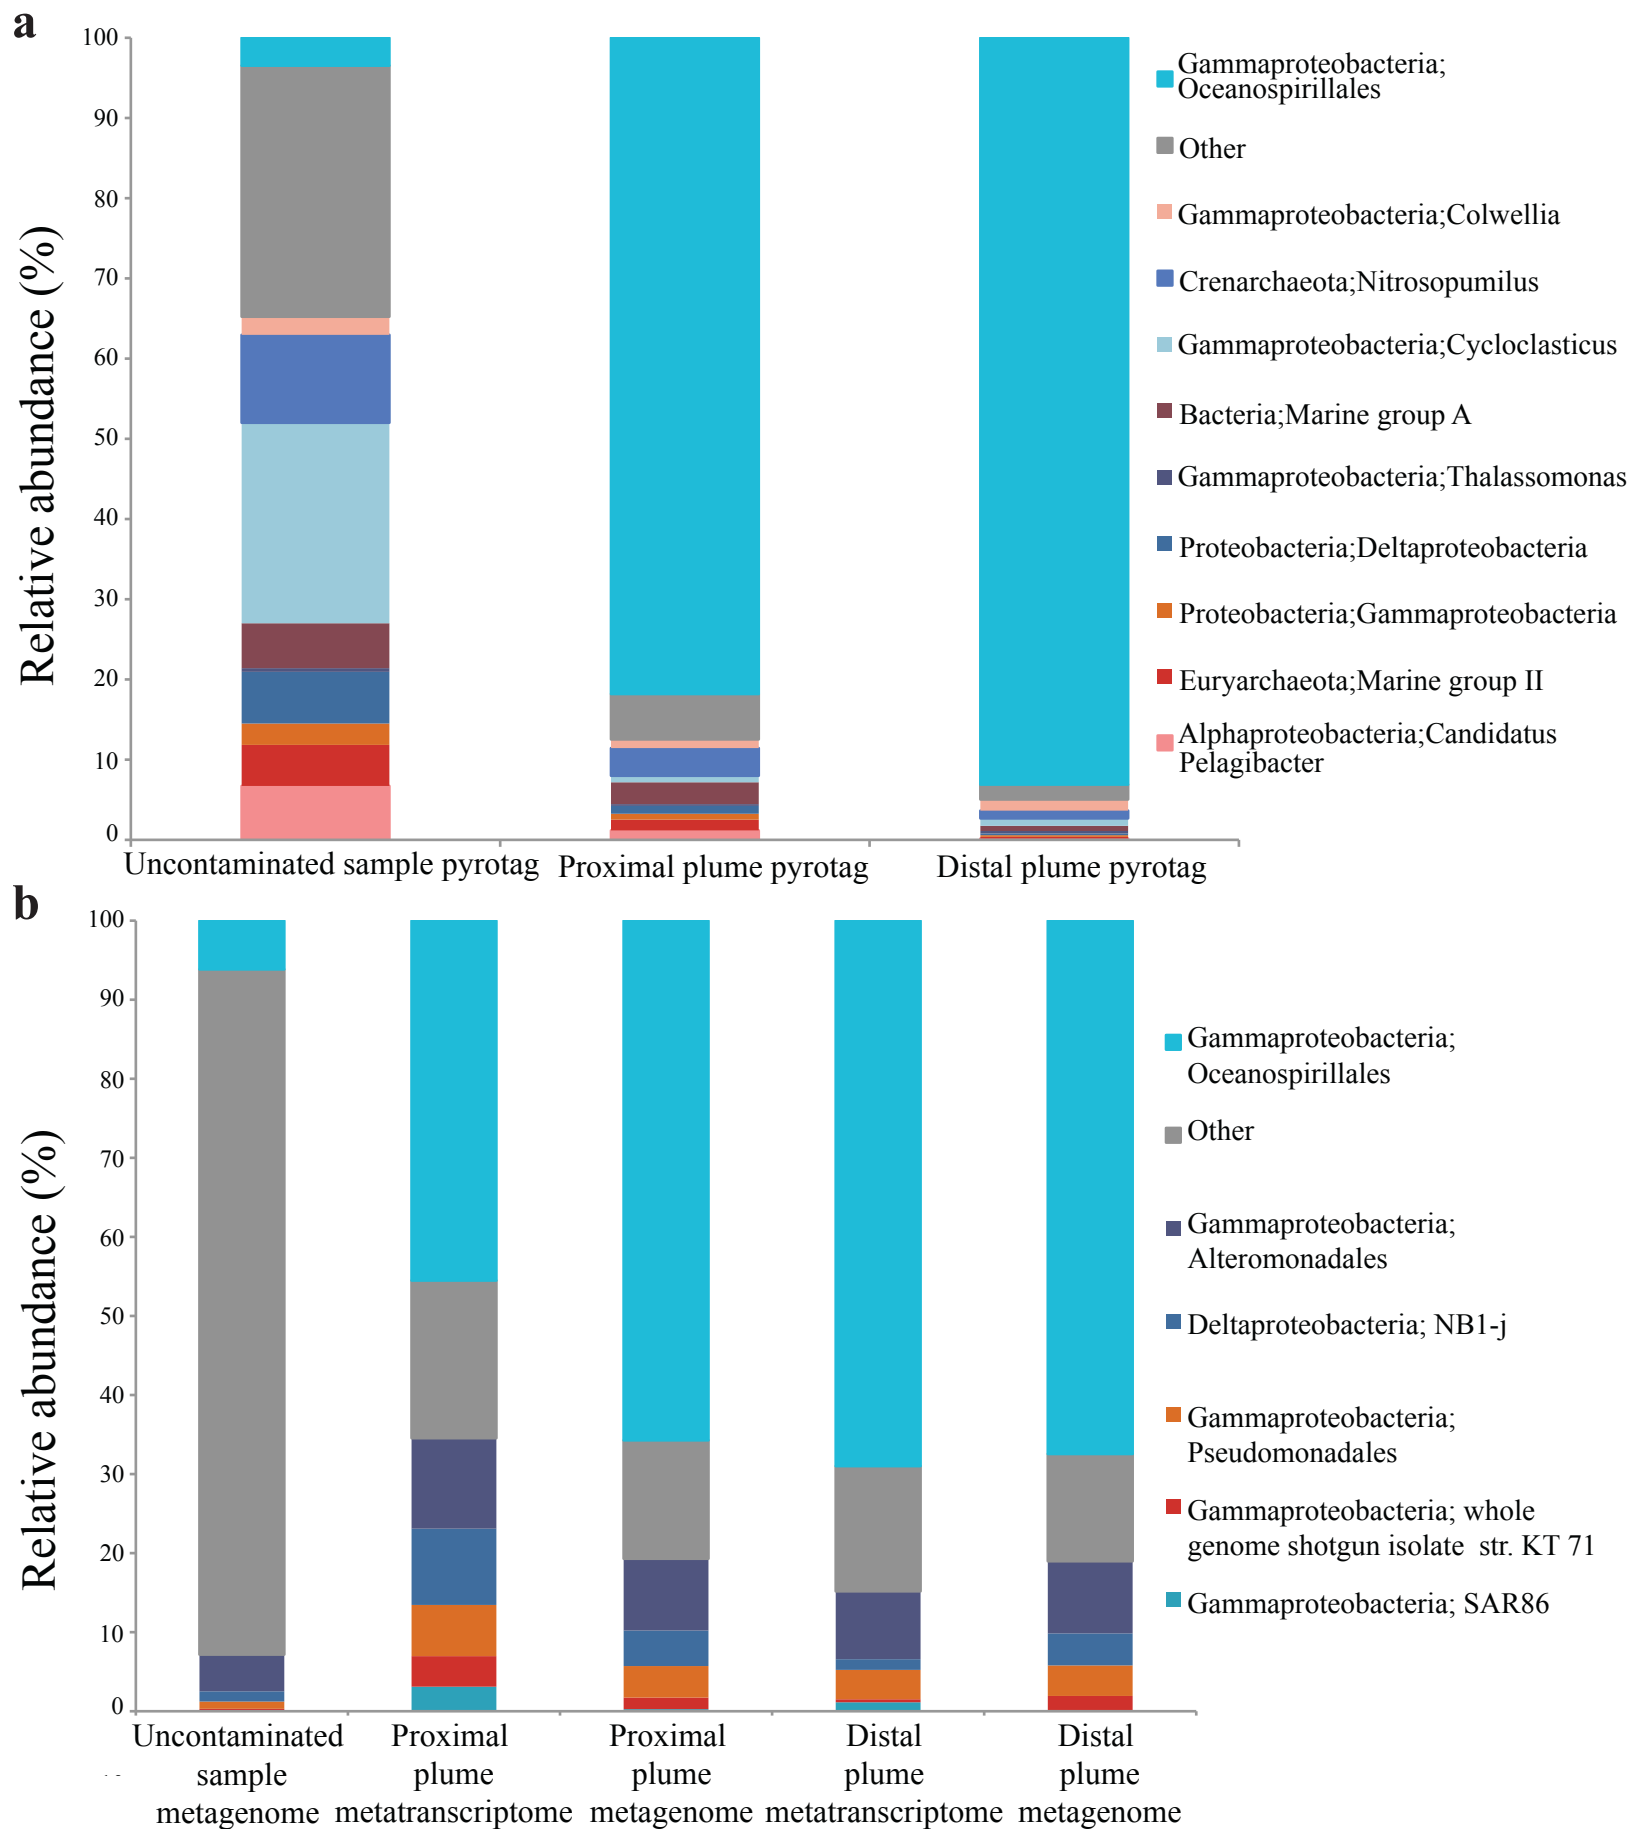 a
Relative abundance (%)
100
90
80
70
60
50
40
30
20
10
0
Uncontaminated sample pyrotag
Proximal plume pyrotag
Distal plume pyrotag
Gammaproteobacteria;
Oceanospirillales
Other
Gammaproteobacteria;Colwellia
Crenarchaeota;Nitrosopumilus
Gammaproteobacteria;Cycloclasticus
Bacteria;Marine group A
Gammaproteobacteria;Thalassomonas
Proteobacteria;Deltaproteobacteria
Proteobacteria;Gammaproteobacteria
Euryarchaeota;Marine group II
Alphaproteobacteria;Candidatus
Pelagibacter
b
Relative abundance (%)
100
90
80
70
60
50
40
30
20
10
0
Uncontaminated
sample
metagenome
Proximal
plume
metatranscriptome
Proximal
plume
metagenome
Distal
plume
metatranscriptome
Distal
plume
metagenome
Gammaproteobacteria;
Oceanospirillales
Other
Gammaproteobacteria;
Alteromonadales
Deltaproteobacteria; NB1-j
Gammaproteobacteria;
Pseudomonadales
Gammaproteobacteria; whole
genome shotgun isolate str. KT 71
Gammaproteobacteria; SAR86